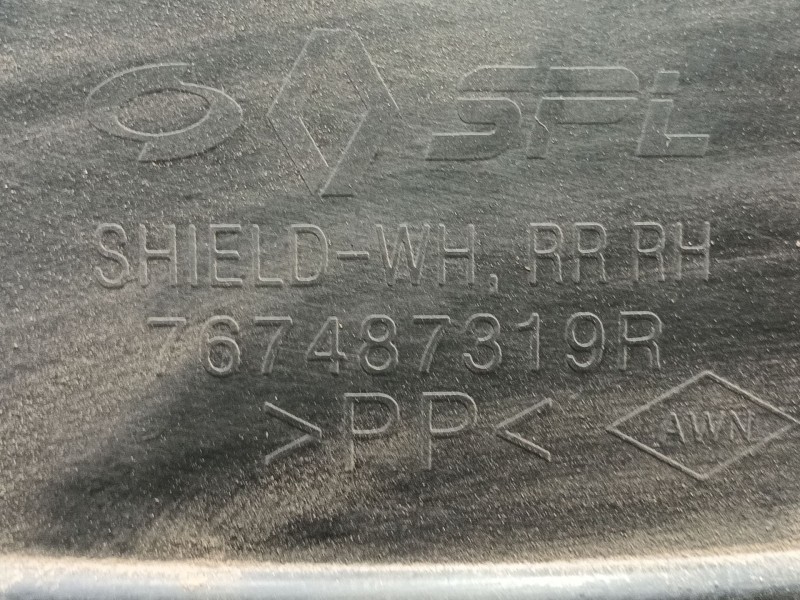 SPL
SHIELD-WH, RR RH
767487319R
>PP<
AWN